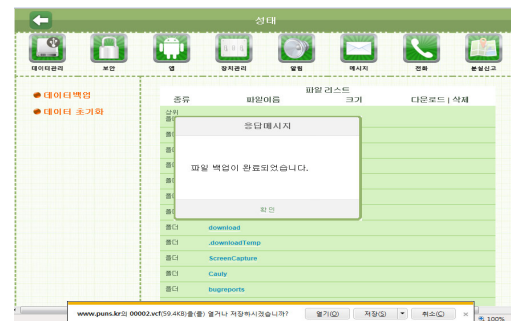 상태
데이터관리 보안 앱 장치관리 알림 메시지 전화 분실신고
데이터백업
데이터 초기화
파일 리스트
종류 파일이름 크기 다운로드 | 삭제
상위
응답메시지
파일 백업이 완료되었습니다.
확인
폴더 download
폴더 .downloadTemp
폴더 ScreenCapture
폴더 Cauly
폴더 bugreports
www.puns.kr의 00002.vcf(59.4KB)을(를) 열거나 저장하시겠습니까? 열기(O) 저장(S) 취소(C) ×
100%